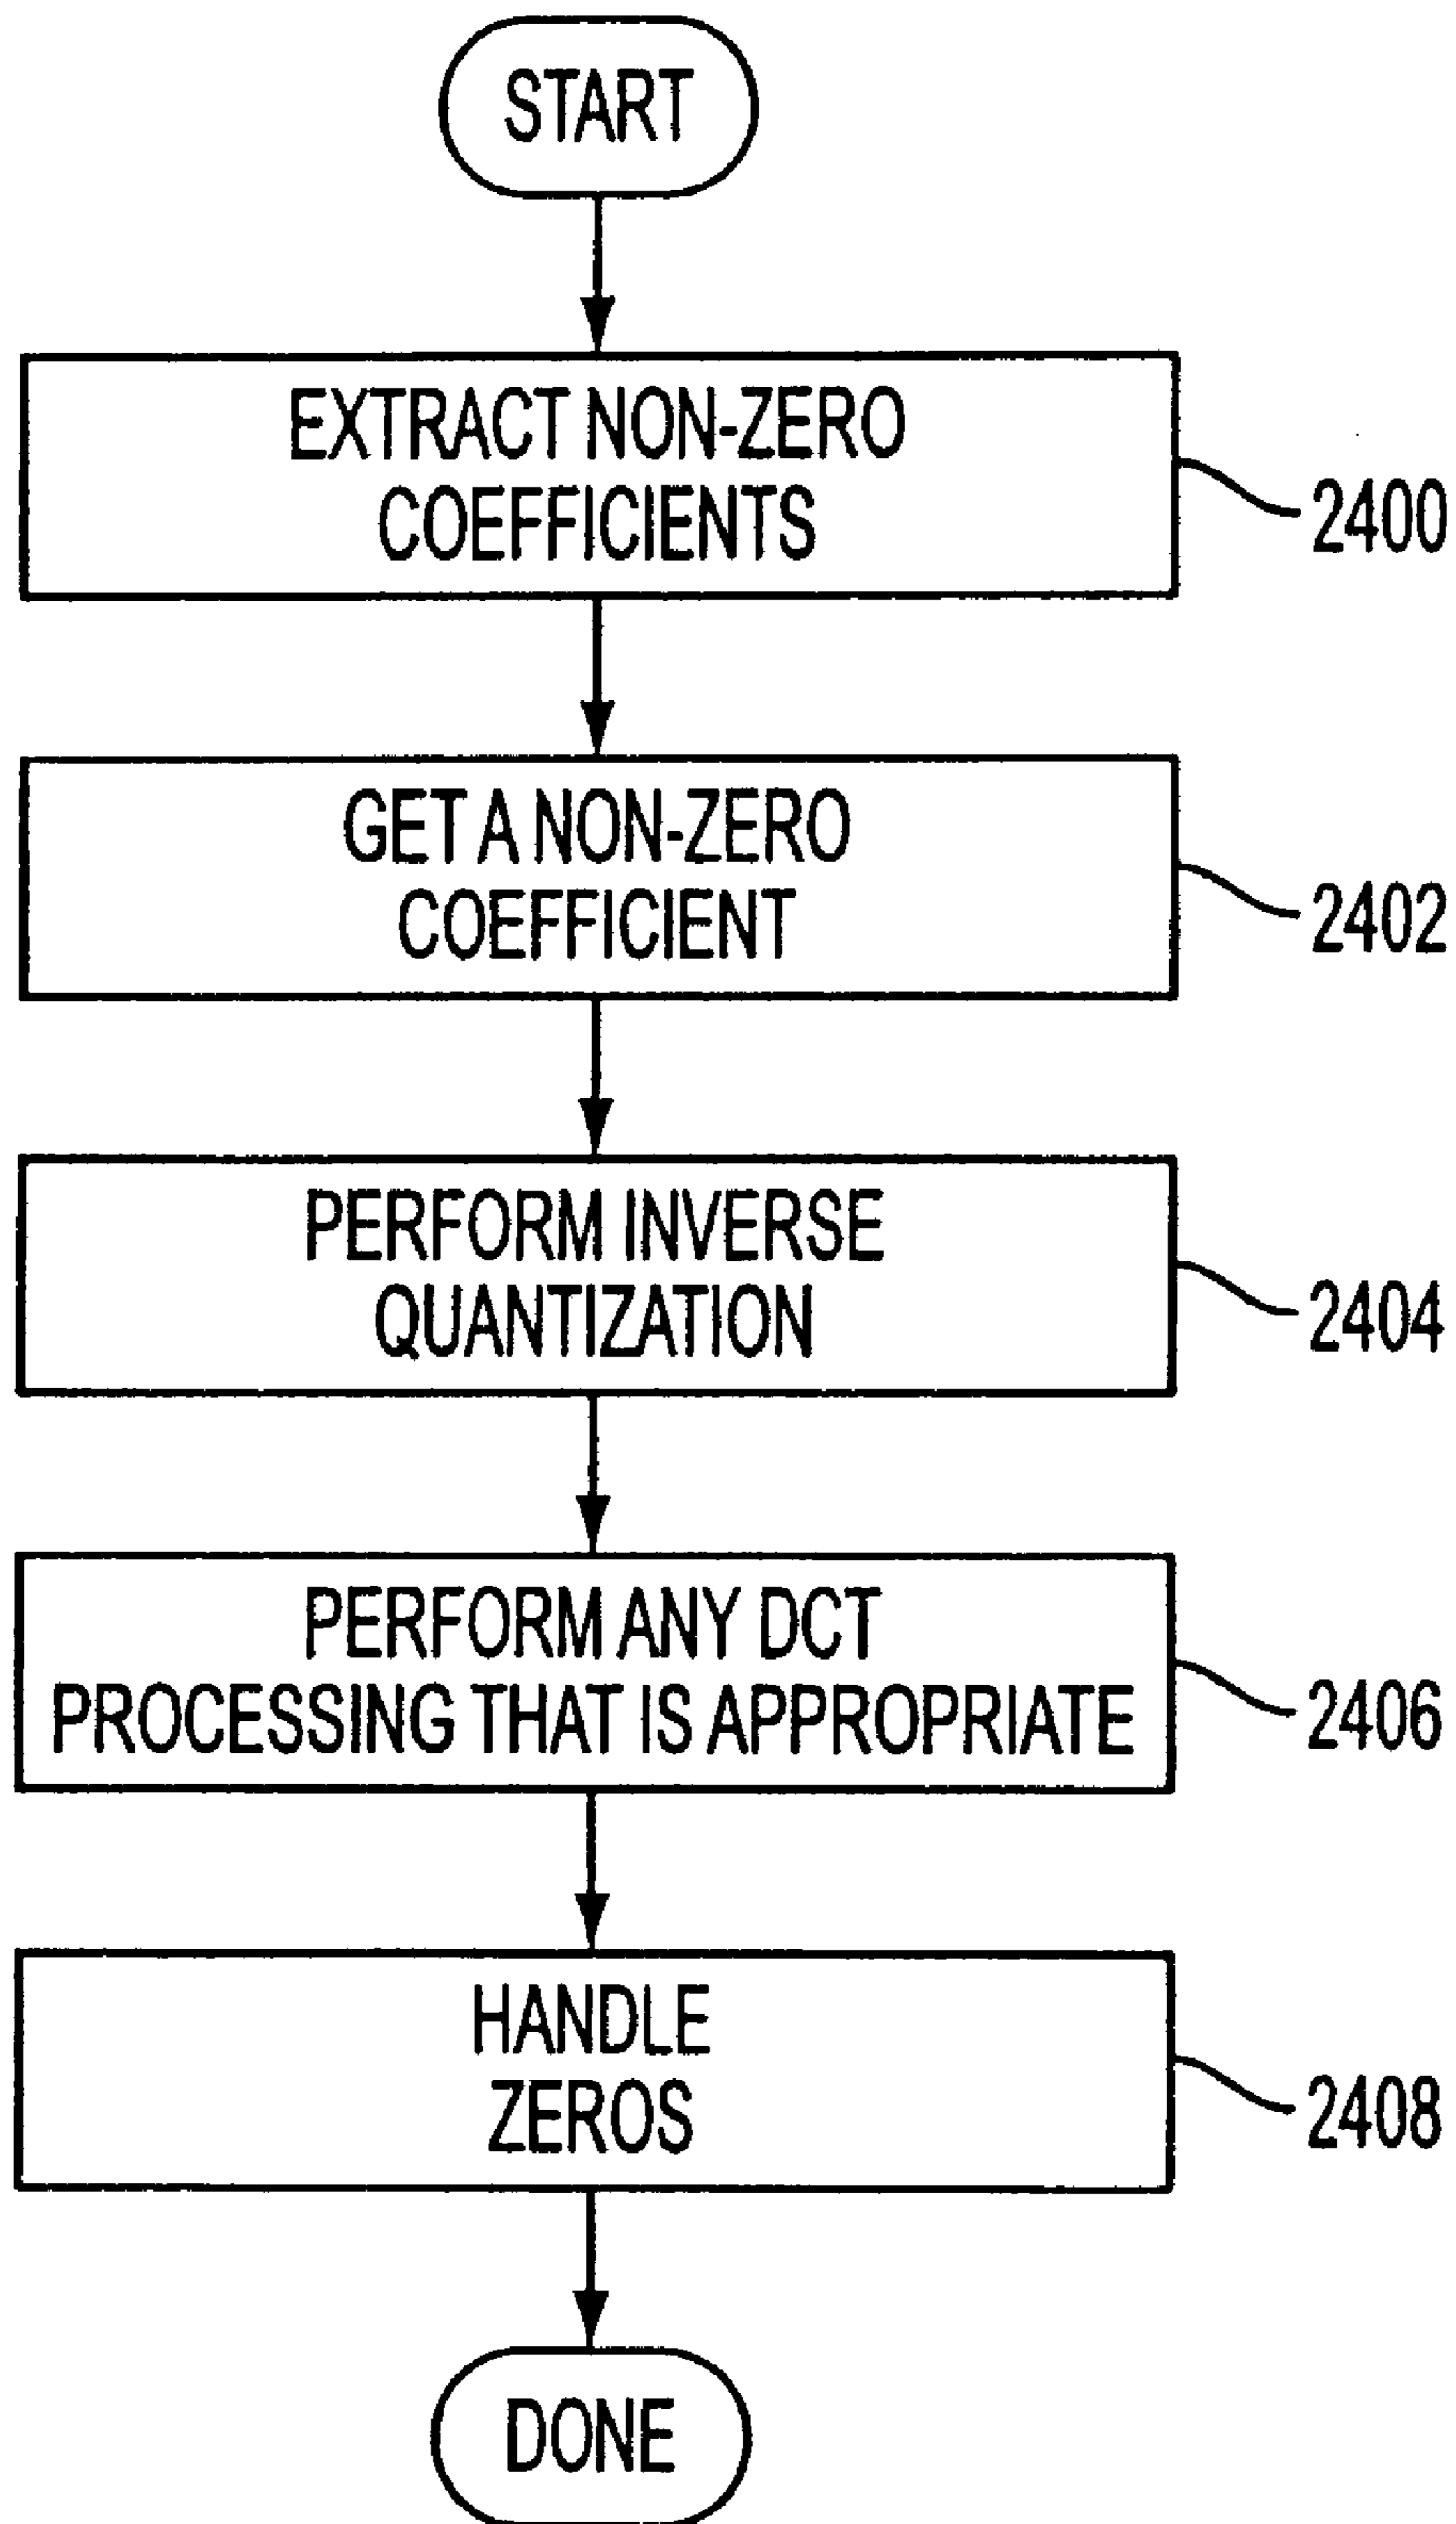 START
EXTRACT NON-ZERO
COEFFICIENTS
2400
GET A NON-ZERO
COEFFICIENT
2402
PERFORM INVERSE
QUANTIZATION
2404
PERFORM ANY DCT
PROCESSING THAT IS APPROPRIATE
2406
HANDLE
ZEROS
2408
DONE